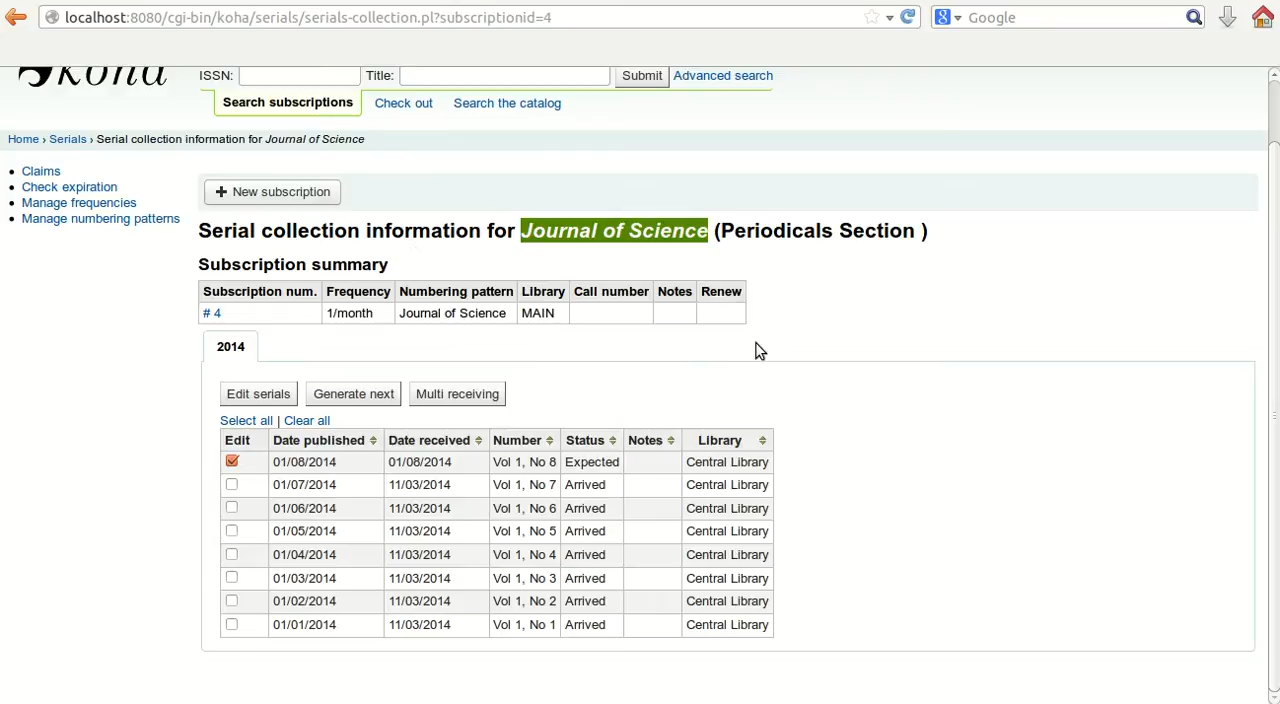 localhost:8080/cgi-bin/koha/serials/serials-collection.pl?subscriptionid=4 Google
koha ISSN: Title: Submit Advanced search
Search subscriptions Check out Search the catalog
Home › Serials › Serial collection information for Journal of Science
Claims
Check expiration
Manage frequencies
Manage numbering patterns
+ New subscription
Serial collection information for Journal of Science (Periodicals Section )
Subscription summary
Subscription num. Frequency Numbering pattern Library Call number Notes Renew
# 4 1/month Journal of Science MAIN
2014
Edit serials Generate next Multi receiving
Select all | Clear all
Edit Date published Date received Number Status Notes Library
01/08/2014 01/08/2014 Vol 1, No 8 Expected Central Library
01/07/2014 11/03/2014 Vol 1, No 7 Arrived Central Library
01/06/2014 11/03/2014 Vol 1, No 6 Arrived Central Library
01/05/2014 11/03/2014 Vol 1, No 5 Arrived Central Library
01/04/2014 11/03/2014 Vol 1, No 4 Arrived Central Library
01/03/2014 11/03/2014 Vol 1, No 3 Arrived Central Library
01/02/2014 11/03/2014 Vol 1, No 2 Arrived Central Library
01/01/2014 11/03/2014 Vol 1, No 1 Arrived Central Library